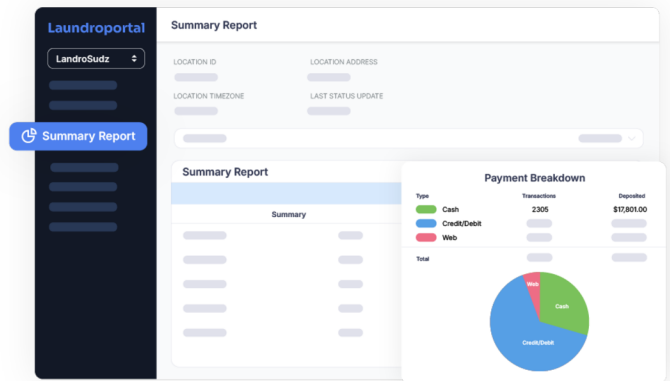 Laundroportal
LandroSudz
Summary Report
Summary Report
LOCATION ID
LOCATION ADDRESS
LOCATION TIMEZONE
LAST STATUS UPDATE
Summary Report
Summary
Payment Breakdown
Type Transactions Deposited
Cash 2305 $17,801.00
Credit/Debit
Web
Total
Web
Cash
Credit/Debit